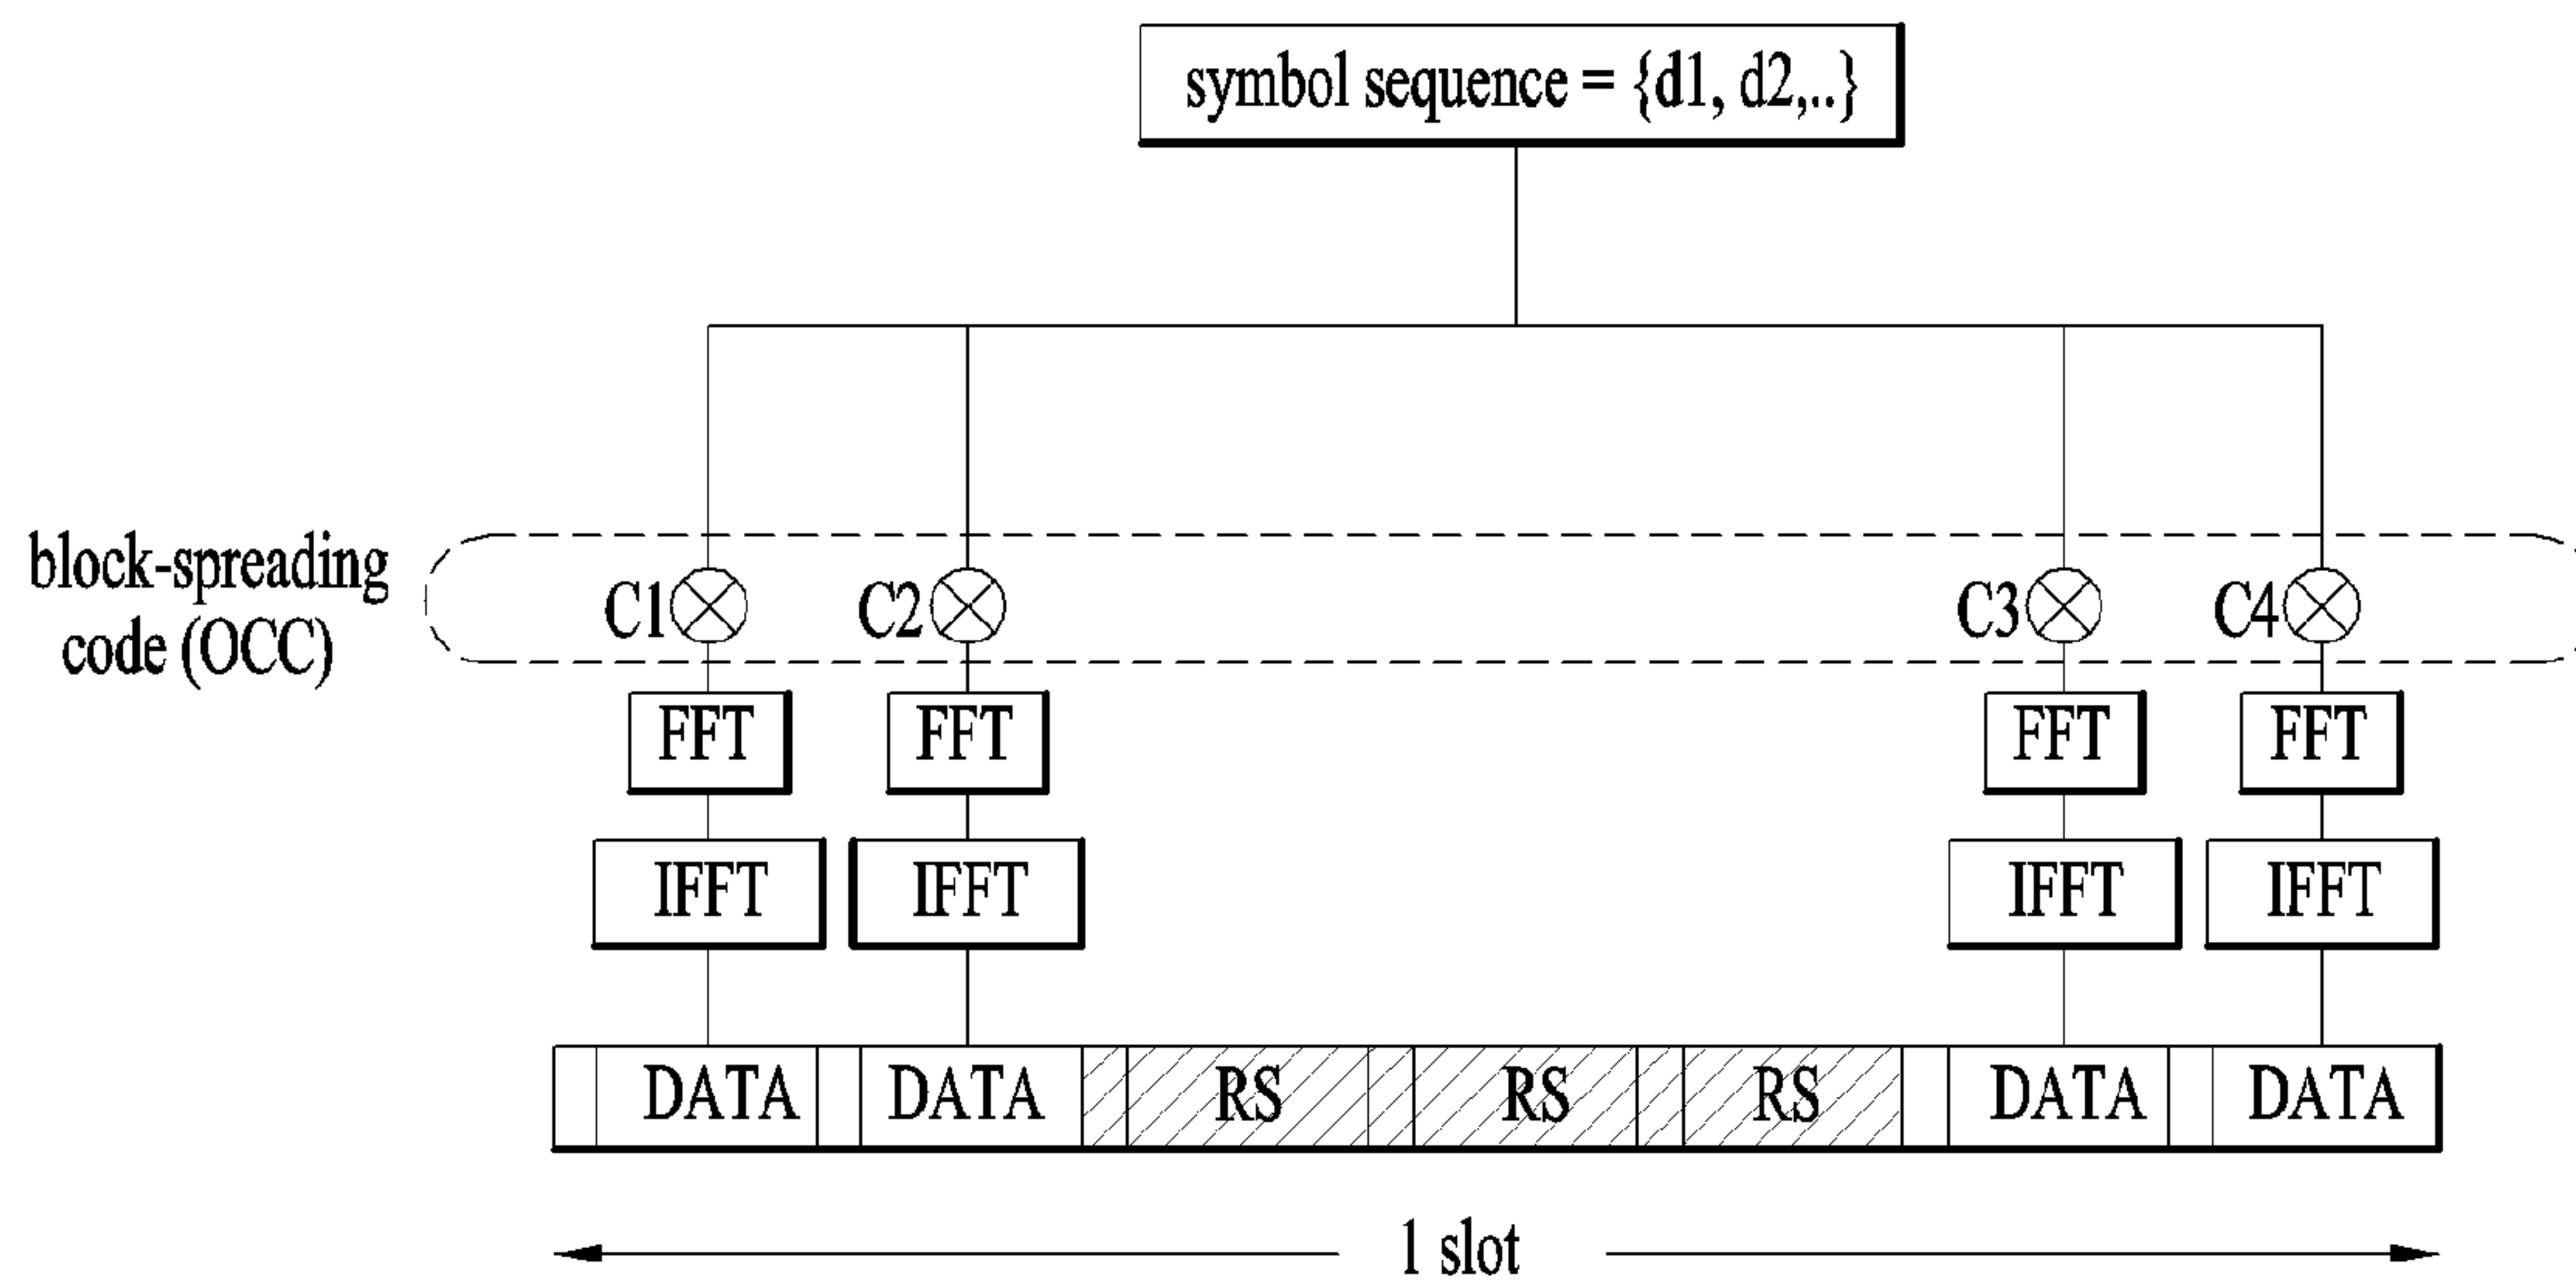 symbol sequence = {d1, d2,..}
block-spreading
code (OCC)
C1 C2 C3 C4
FFT FFT FFT FFT
IFFT IFFT IFFT IFFT
DATA DATA RS RS RS DATA DATA
1 slot